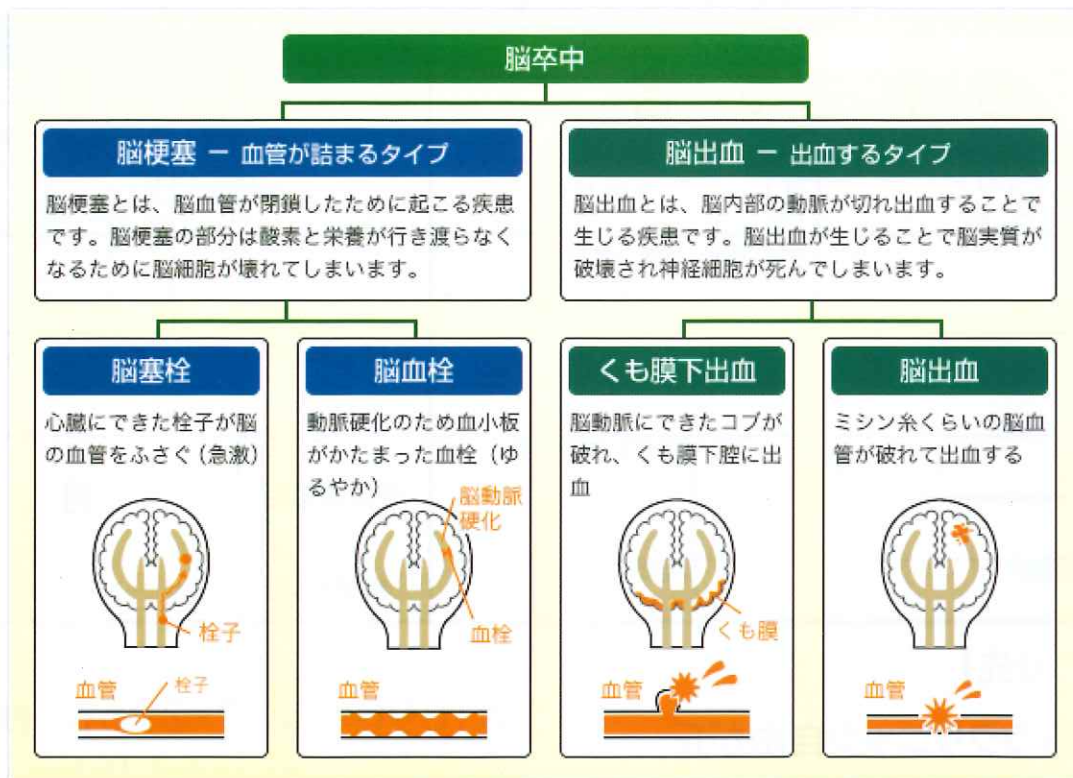 脳卒中
脳梗塞 － 血管が詰まるタイプ
脳梗塞とは、脳血管が閉鎖したために起こる疾患
です。脳梗塞の部分は酸素と栄養が行き渡らなく
なるために脳細胞が壊れてしまいます。
脳出血 － 出血するタイプ
脳出血とは、脳内部の動脈が切れ出血することで
生じる疾患です。脳出血が生じることで脳実質が
破壊され神経細胞が死んでしまいます。
脳塞栓
心臓にできた栓子が脳
の血管をふさぐ（急激）
栓子
血管
栓子
脳血栓
動脈硬化のため血小板
がかたまった血栓（ゆ
るやか）
脳動脈
硬化
血栓
血管
くも膜下出血
脳動脈にできたコブが
破れ、くも膜下腔に出
血
くも膜
血管
脳出血
ミシン糸くらいの脳血
管が破れて出血する
血管